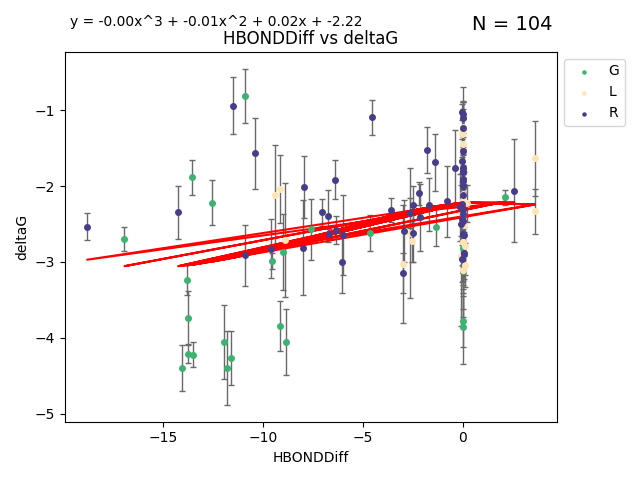 y = -0.00x^3 + -0.01x^2 + 0.02x + -2.22
N = 104
HBONDDiff vs deltaG
G
L
R
−1
−2
−3
−4
−5
deltaG
−15
−10
−5
0
HBONDDiff